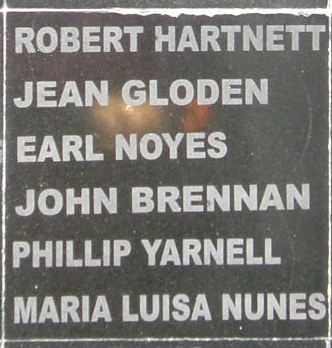 ROBERT HARTNETT
JEAN GLODEN
EARL NOYES
JOHN BRENNAN
PHILLIP YARNELL
MARIA LUISA NUNES